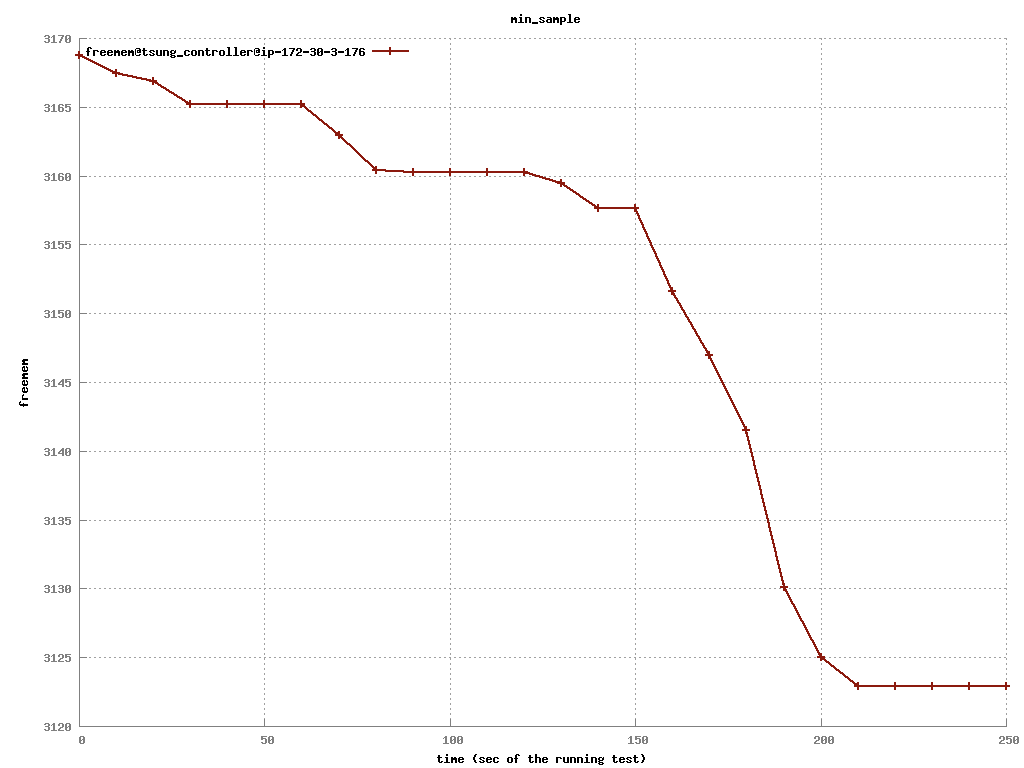 min_sample
3170
freemem@tsung_controller@ip-172-30-3-176
3165
3160
3155
3150
3145
3140
3135
3130
3125
3120
freemem
0 50 100 150 200 250
time (sec of the running test)